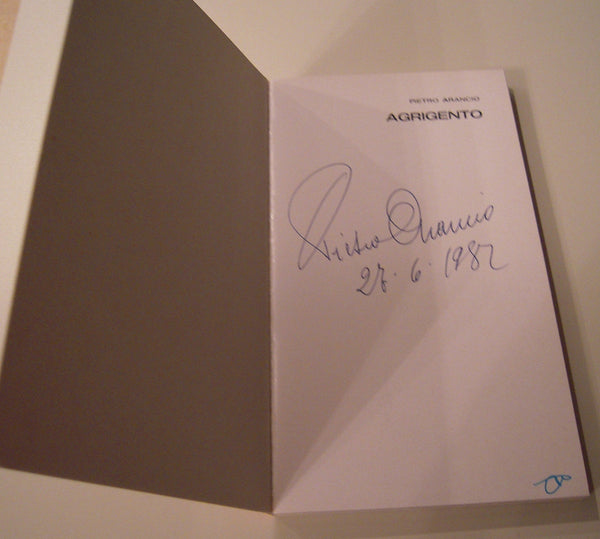 PIETRO ARANCIO
AGRIGENTO
Pietro Arancio
27.6.1982